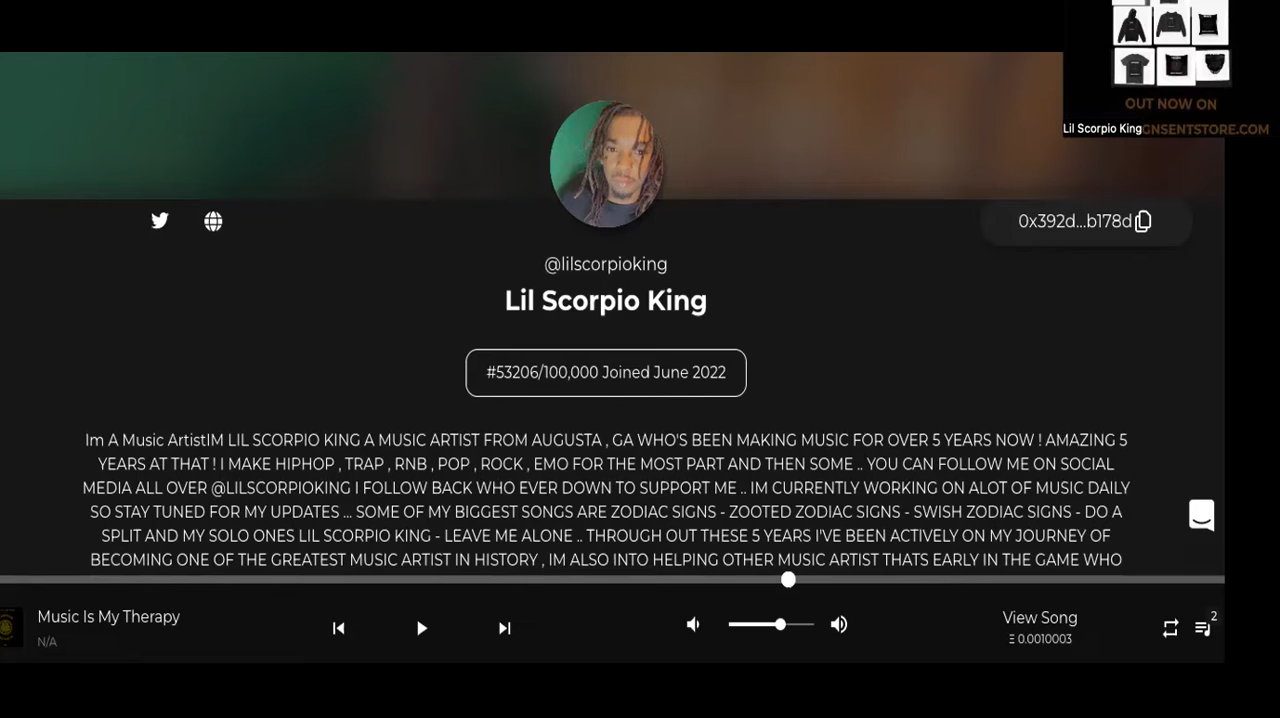 OUT NOW ON
Lil Scorpio King
GNSENTSTORE.COM
0x392d...b178d
@lilscorpioking
Lil Scorpio King
#53206/100,000 Joined June 2022
Im A Music ArtistIM LIL SCORPIO KING A MUSIC ARTIST FROM AUGUSTA , GA WHO'S BEEN MAKING MUSIC FOR OVER 5 YEARS NOW ! AMAZING 5
YEARS AT THAT ! I MAKE HIPHOP , TRAP , RNB , POP , ROCK , EMO FOR THE MOST PART AND THEN SOME .. YOU CAN FOLLOW ME ON SOCIAL
MEDIA ALL OVER @LILSCORPIOKING I FOLLOW BACK WHO EVER DOWN TO SUPPORT ME .. IM CURRENTLY WORKING ON ALOT OF MUSIC DAILY
SO STAY TUNED FOR MY UPDATES ... SOME OF MY BIGGEST SONGS ARE ZODIAC SIGNS - ZOOTED ZODIAC SIGNS - SWISH ZODIAC SIGNS - DO A
SPLIT AND MY SOLO ONES LIL SCORPIO KING - LEAVE ME ALONE .. THROUGH OUT THESE 5 YEARS I'VE BEEN ACTIVELY ON MY JOURNEY OF
BECOMING ONE OF THE GREATEST MUSIC ARTIST IN HISTORY , IM ALSO INTO HELPING OTHER MUSIC ARTIST THATS EARLY IN THE GAME WHO
Music Is My Therapy
N/A
View Song
Ξ 0.0010003
2